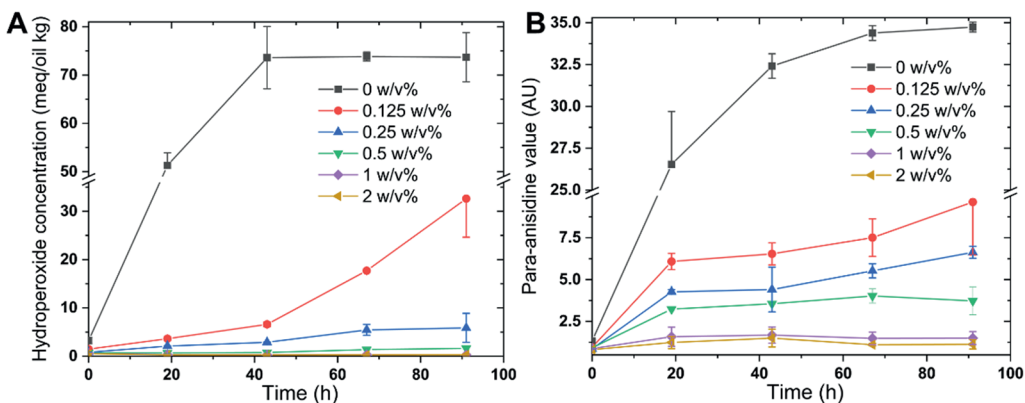 A
Hydroperoxide concentration (meq/oil kg)
80
70
60
50
30
20
10
0
0 w/v%
0.125 w/v%
0.25 w/v%
0.5 w/v%
1 w/v%
2 w/v%
0 20 40 60 80 100
Time (h)
B
Para-anisidine value (AU)
35.0
32.5
30.0
27.5
25.0
7.5
5.0
2.5
0 w/v%
0.125 w/v%
0.25 w/v%
0.5 w/v%
1 w/v%
2 w/v%
0 20 40 60 80 100
Time (h)